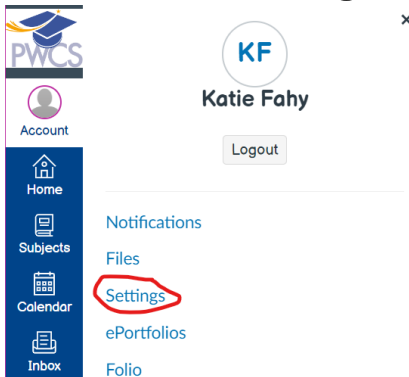 PWCS
×
KF
Katie Fahy
Account
Logout
Home
Notifications
Subjects
Files
Settings
Calendar
ePortfolios
Inbox
Folio